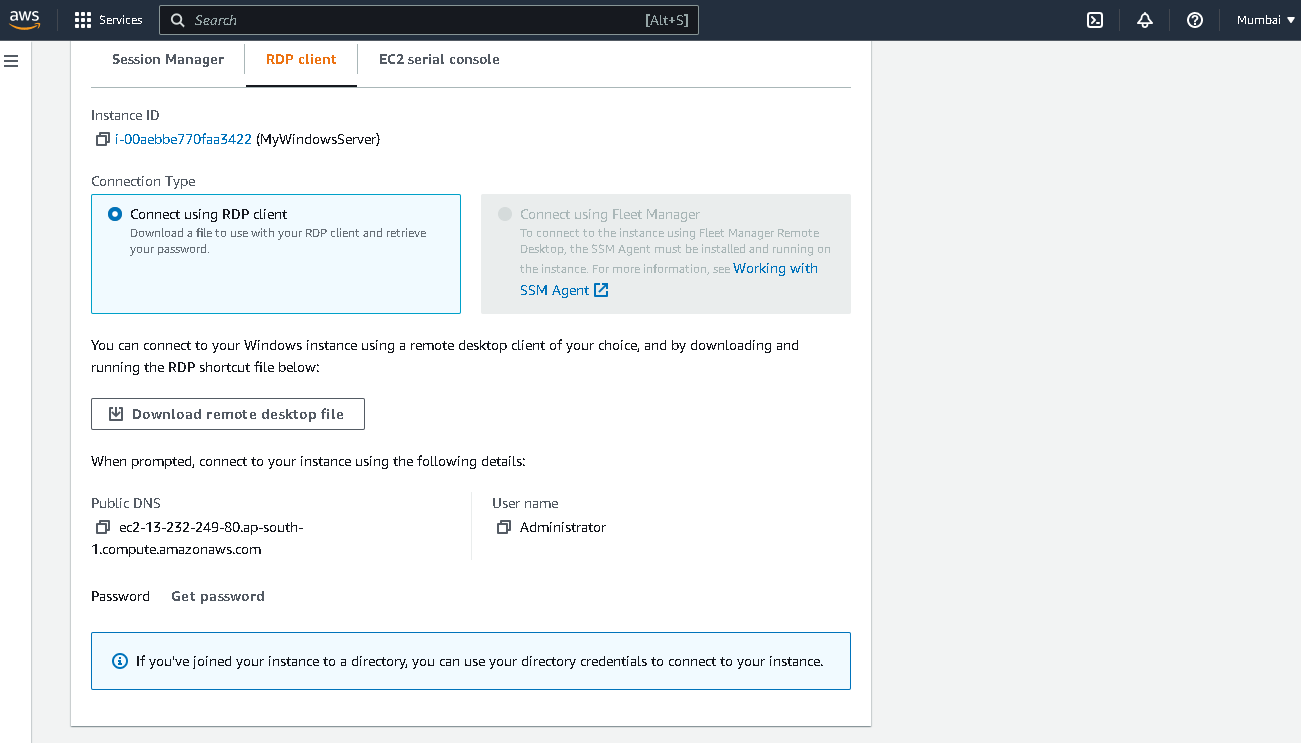 aws
Services
Search
[Alt+S]
Mumbai
Session Manager
RDP client
EC2 serial console
Instance ID
i-00aebbe770faa3422 (MyWindowsServer)
Connection Type
Connect using RDP client
Download a file to use with your RDP client and retrieve
your password.
Connect using Fleet Manager
To connect to the instance using Fleet Manager Remote
Desktop, the SSM Agent must be installed and running on
the instance. For more information, see Working with
SSM Agent
You can connect to your Windows instance using a remote desktop client of your choice, and by downloading and
running the RDP shortcut file below:
Download remote desktop file
When prompted, connect to your instance using the following details:
Public DNS
ec2-13-232-249-80.ap-south-
1.compute.amazonaws.com
User name
Administrator
Password
Get password
If you've joined your instance to a directory, you can use your directory credentials to connect to your instance.